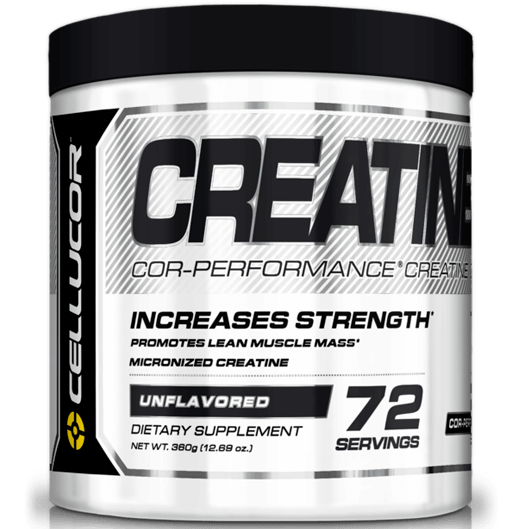 CELLUCOR
CREATINE
COR-PERFORMANCE® CREATINE
INCREASES STRENGTH*
PROMOTES LEAN MUSCLE MASS*
MICRONIZED CREATINE
UNFLAVORED
72
SERVINGS
DIETARY SUPPLEMENT
NET WT. 360g (12.69 oz.)